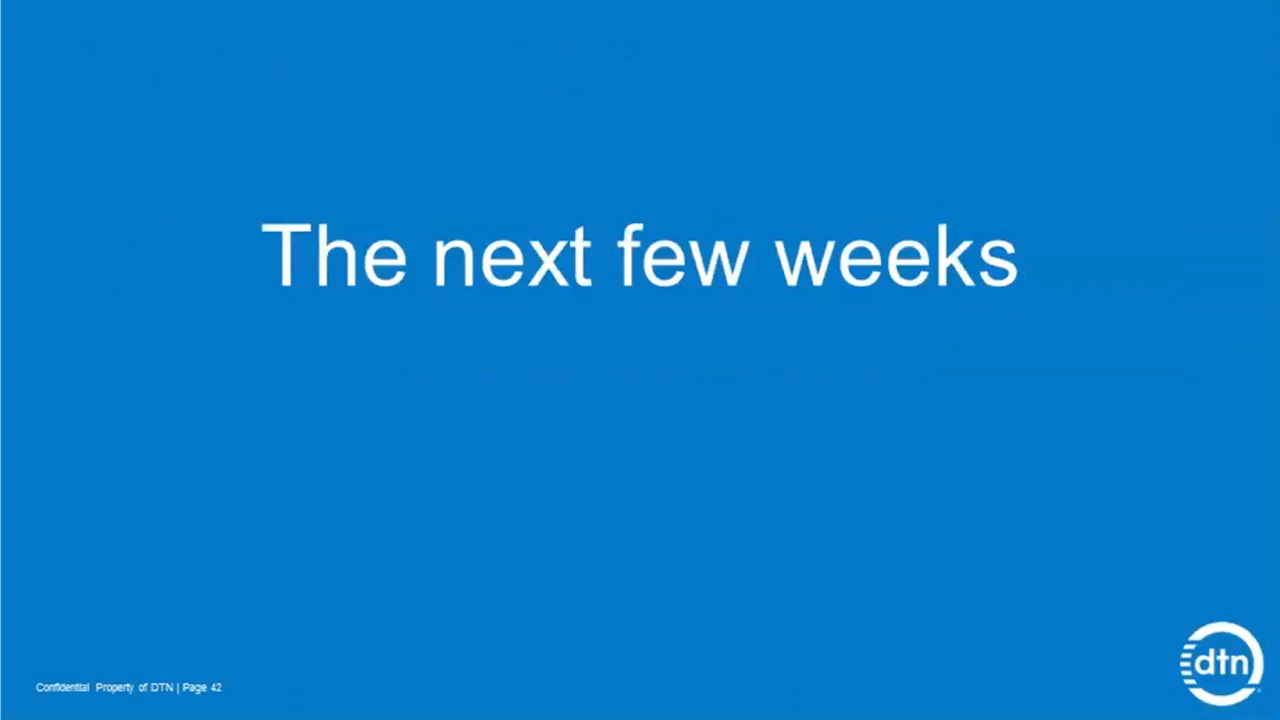 The next few weeks
Confidential Property of DTN | Page 42
dtn